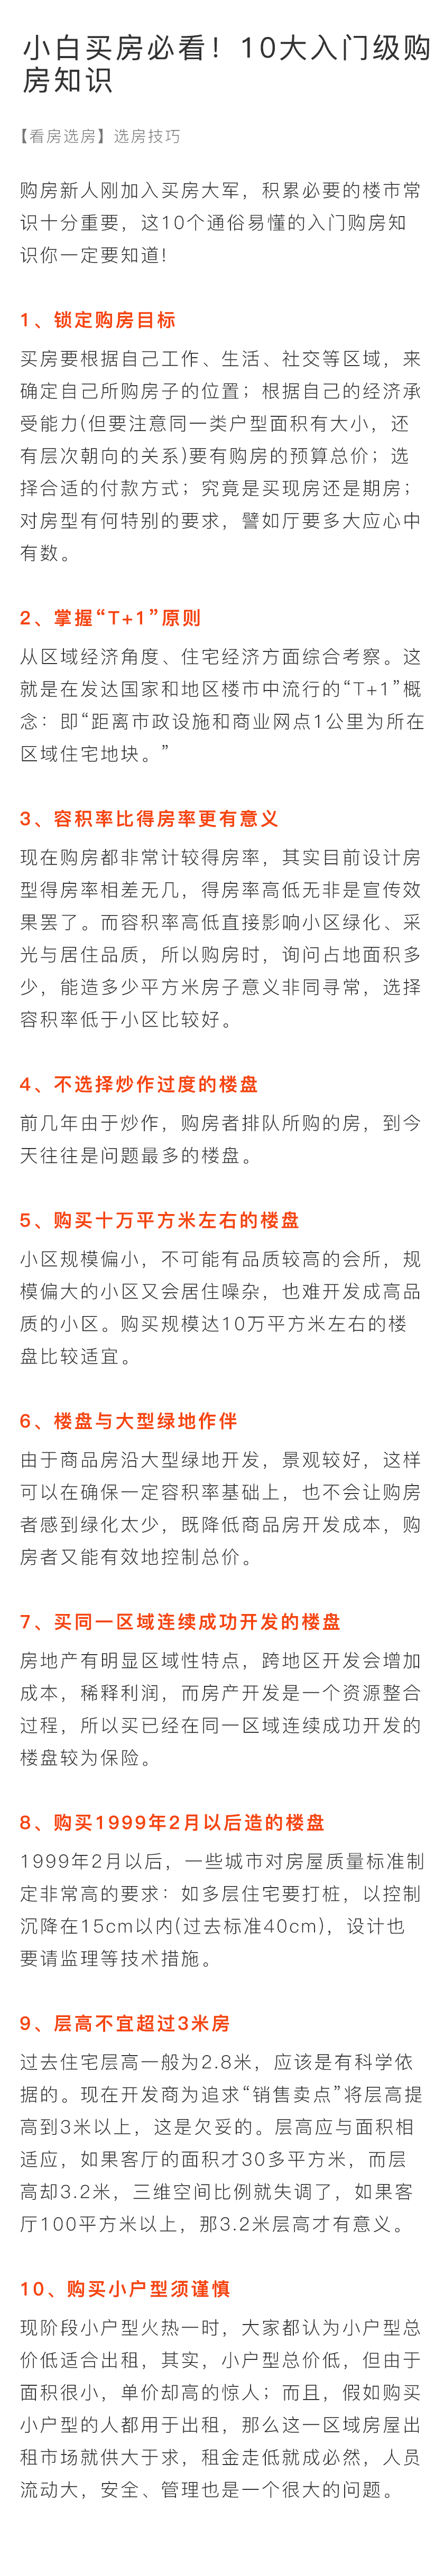 小白买房必看！10大入门级购
房知识
【看房选房】选房技巧
购房新人刚加入买房大军，积累必要的楼市常
识十分重要，这10个通俗易懂的入门购房知
识你一定要知道!
1、锁定购房目标
买房要根据自己工作、生活、社交等区域，来
确定自己所购房子的位置；根据自己的经济承
受能力(但要注意同一类户型面积有大小，还
有层次朝向的关系)要有购房的预算总价；选
择合适的付款方式；究竟是买现房还是期房；
对房型有何特别的要求，譬如厅要多大应心中
有数。
2、掌握“T+1”原则
从区域经济角度、住宅经济方面综合考察。这
就是在发达国家和地区楼市中流行的“T+1”概
念：即“距离市政设施和商业网点1公里为所在
区域住宅地块。”
3、容积率比得房率更有意义
现在购房都非常计较得房率，其实目前设计房
型得房率相差无几，得房率高低无非是宣传效
果罢了。而容积率高低直接影响小区绿化、采
光与居住品质，所以购房时，询问占地面积多
少，能造多少平方米房子意义非同寻常，选择
容积率低于小区比较好。
4、不选择炒作过度的楼盘
前几年由于炒作，购房者排队所购的房，到今
天往往是问题最多的楼盘。
5、购买十万平方米左右的楼盘
小区规模偏小，不可能有品质较高的会所，规
模偏大的小区又会居住噪杂，也难开发成高品
质的小区。购买规模达10万平方米左右的楼
盘比较适宜。
6、楼盘与大型绿地作伴
由于商品房沿大型绿地开发，景观较好，这样
可以在确保一定容积率基础上，也不会让购房
者感到绿化太少，既降低商品房开发成本，购
房者又能有效地控制总价。
7、买同一区域连续成功开发的楼盘
房地产有明显区域性特点，跨地区开发会增加
成本，稀释利润，而房产开发是一个资源整合
过程，所以买已经在同一区域连续成功开发的
楼盘较为保险。
8、购买1999年2月以后造的楼盘
1999年2月以后，一些城市对房屋质量标准制
定非常高的要求：如多层住宅要打桩，以控制
沉降在15cm以内(过去标准40cm)，设计也
要请监理等技术措施。
9、层高不宜超过3米房
过去住宅层高一般为2.8米，应该是有科学依
据的。现在开发商为追求“销售卖点”将层高提
高到3米以上，这是欠妥的。层高应与面积相
适应，如果客厅的面积才30多平方米，而层
高却3.2米，三维空间比例就失调了，如果客
厅100平方米以上，那3.2米层高才有意义。
10、购买小户型须谨慎
现阶段小户型火热一时，大家都认为小户型总
价低适合出租，其实，小户型总价低，但由于
面积很小，单价却高的惊人；而且，假如购买
小户型的人都用于出租，那么这一区域房屋出
租市场就供大于求，租金走低就成必然，人员
流动大，安全、管理也是一个很大的问题。